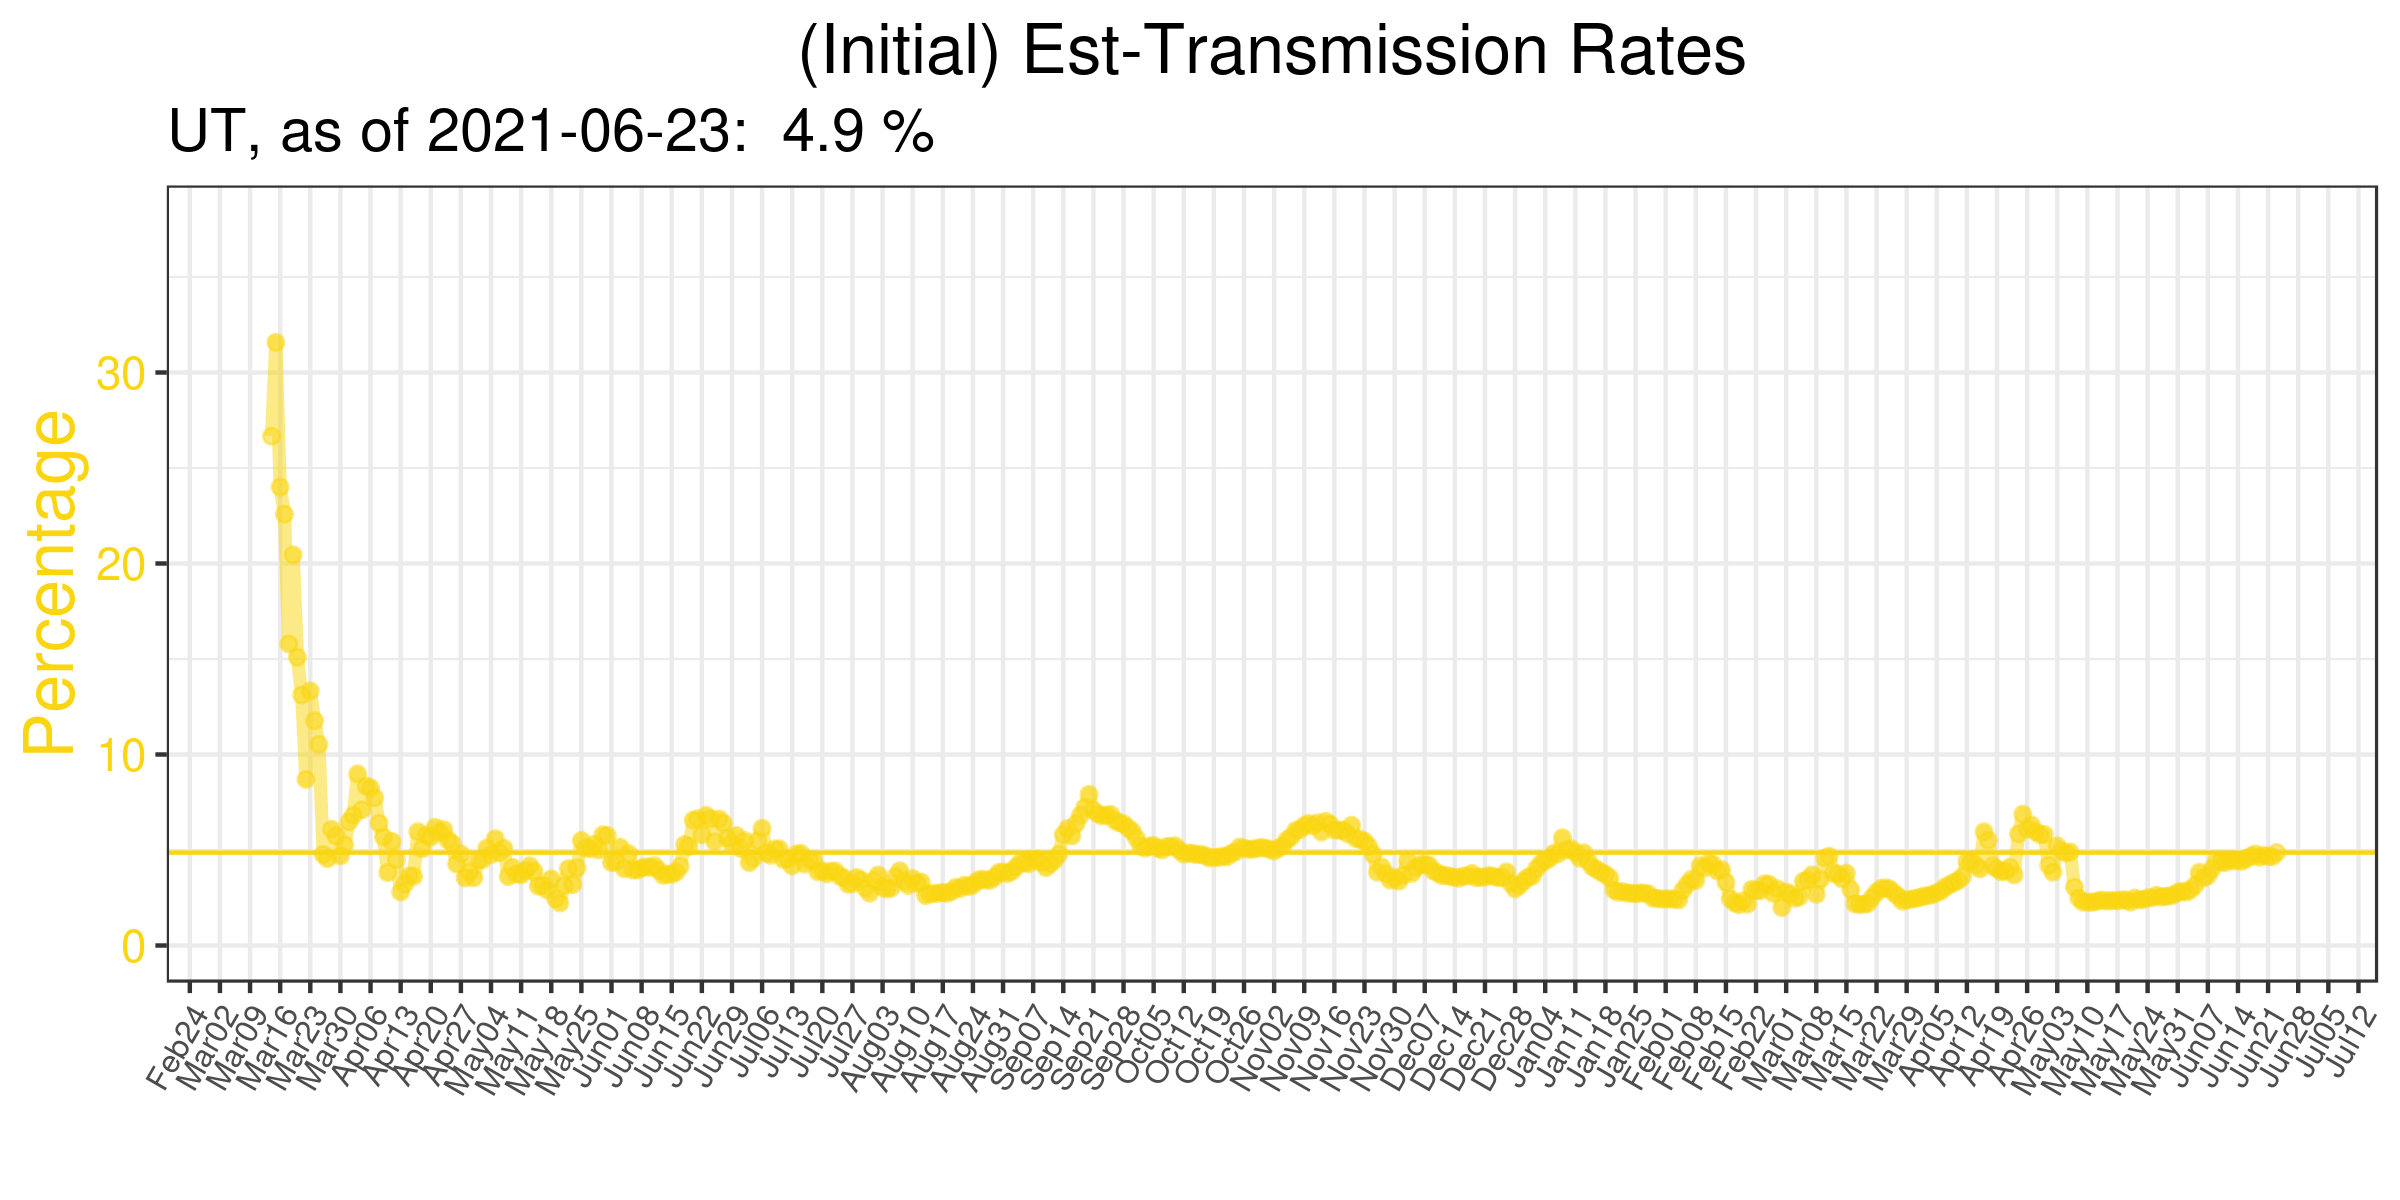 (Initial) Est-Transmission Rates
UT, as of 2021-06-23:  4.9 %
Percentage
30
20
10
0
Feb24
Mar02
Mar09
Mar16
Mar23
Mar30
Apr06
Apr13
Apr20
Apr27
May04
May11
May18
May25
Jun01
Jun08
Jun15
Jun22
Jun29
Jul06
Jul13
Jul20
Jul27
Aug03
Aug10
Aug17
Aug24
Aug31
Sep07
Sep14
Sep21
Sep28
Oct05
Oct12
Oct19
Oct26
Nov02
Nov09
Nov16
Nov23
Nov30
Dec07
Dec14
Dec21
Dec28
Jan04
Jan11
Jan18
Jan25
Feb01
Feb08
Feb15
Feb22
Mar01
Mar08
Mar15
Mar22
Mar29
Apr05
Apr12
Apr19
Apr26
May03
May10
May17
May24
May31
Jun07
Jun14
Jun21
Jun28
Jul05
Jul12